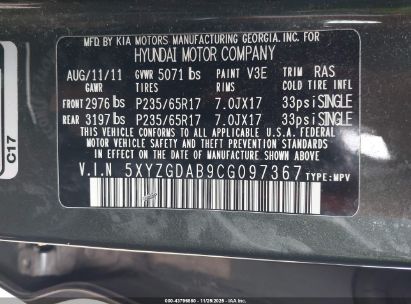 MFD. BY KIA MOTORS MANUFACTURING GEORGIA.INC. FOR
HYUNDAI MOTOR COMPANY
AUG/11/11 GVWR 5071 lbs PAINT V3E TRIM RAS
GAWR TIRES RIMS COLD TIRE INFL
FRONT 2976 lbs P235/65R17 7.0JX17 33psi SINGLE
REAR 3197 lbs P235/65R17 7.0JX17 33psi SINGLE
THIS VEHICLE CONFORMS TO ALL APPLICABLE U.S.A. FEDERAL
MOTOR VEHICLE SAFETY BUMPER, AND THEFT PREVENTION
STANDARDS IN EFFECT ON THE DATE OF MANUFACTURE SHOWN ABOVE.
V.I.N 5XYZGDAB9CG097367 TYPE:MPV
C17